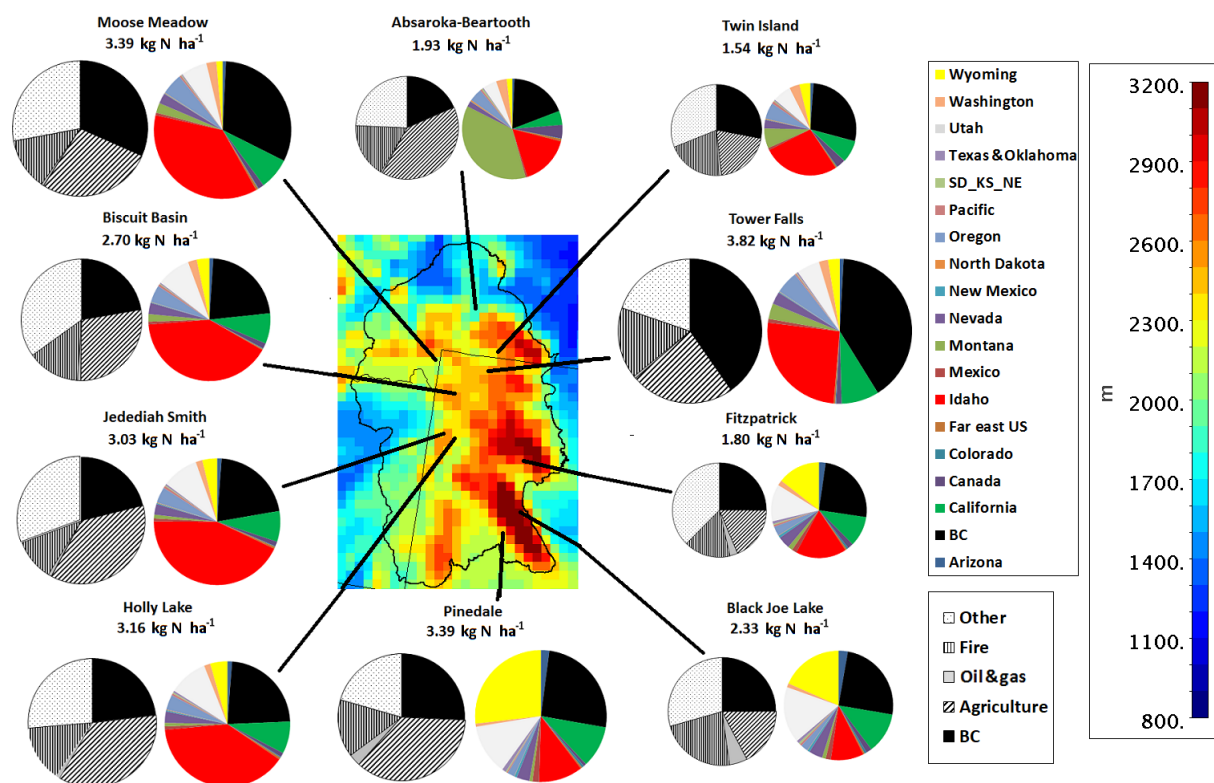 Moose Meadow
3.39 kg N ha-1
Absaroka-Beartooth
1.93 kg N ha-1
Twin Island
1.54 kg N ha-1
Biscuit Basin
2.70 kg N ha-1
Tower Falls
3.82 kg N ha-1
Jedediah Smith
3.03 kg N ha-1
Fitzpatrick
1.80 kg N ha-1
Holly Lake
3.16 kg N ha-1
Pinedale
3.39 kg N ha-1
Black Joe Lake
2.33 kg N ha-1
Wyoming
Washington
Utah
Texas&Oklahoma
SD_KS_NE
Pacific
Oregon
North Dakota
New Mexico
Nevada
Montana
Mexico
Idaho
Far east US
Colorado
Canada
California
BC
Arizona
Other
Fire
Oil&gas
Agriculture
BC
m
3200.
2900.
2600.
2300.
2000.
1700.
1400.
1100.
800.